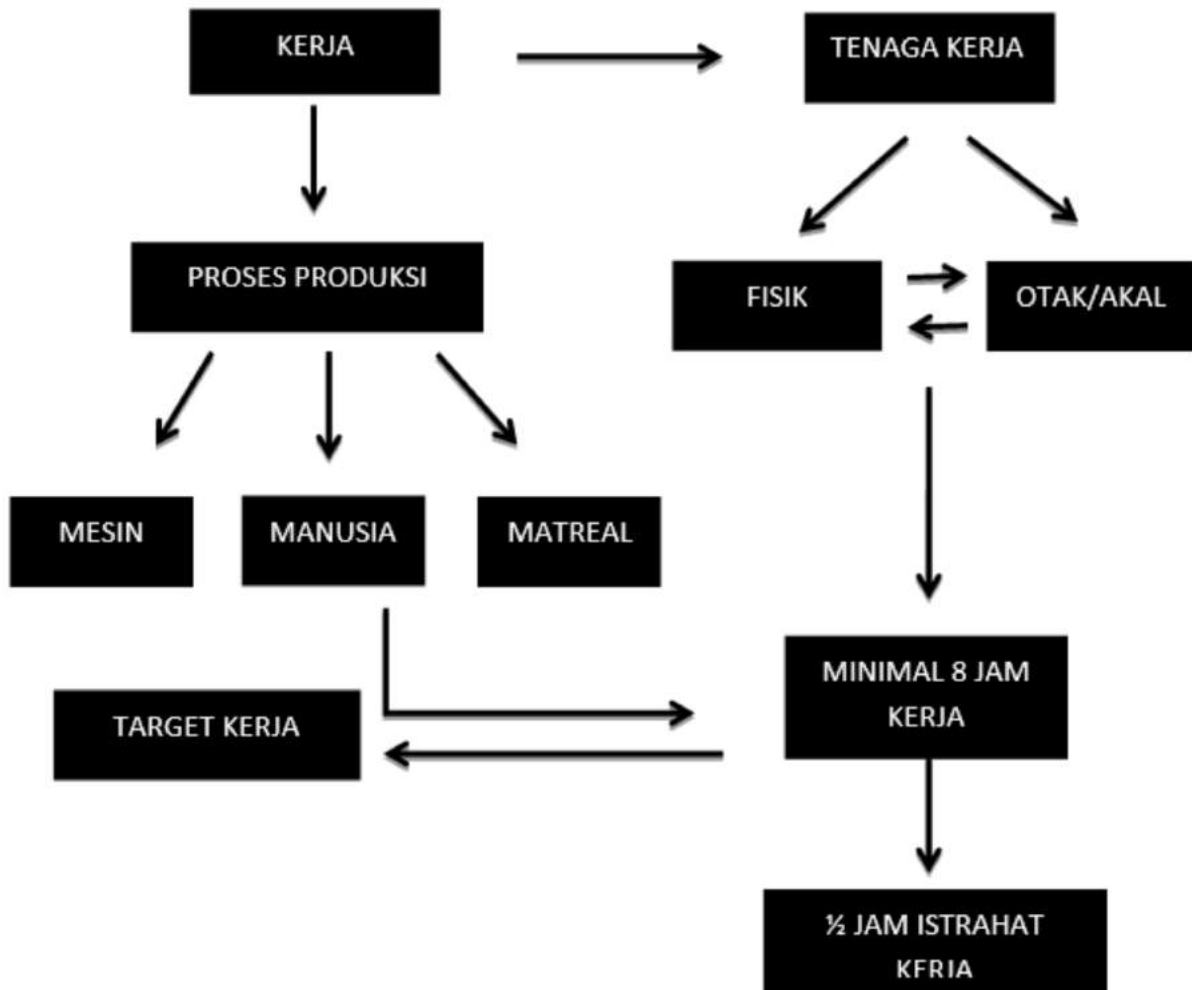 KERJA
TENAGA KERJA
PROSES PRODUKSI
FISIK
OTAK/AKAL
MESIN
MANUSIA
MATREAL
MINIMAL 8 JAM
KERJA
TARGET KERJA
½ JAM ISTRAHAT
KERJA